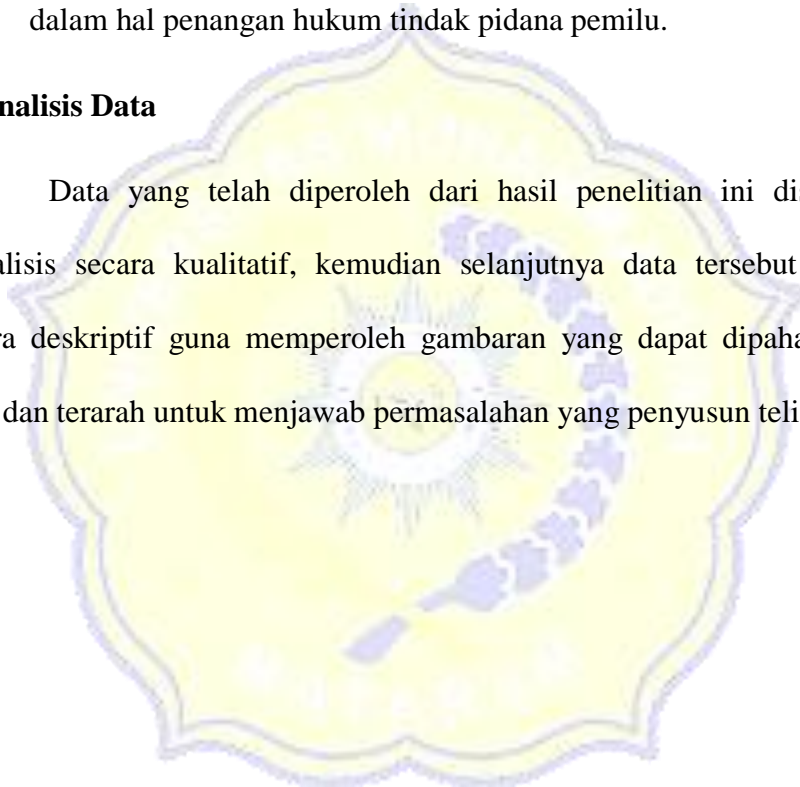 dalam hal penangan hukum tindak pidana pemilu.
nalisis Data
Data yang telah diperoleh dari hasil penelitian ini dis
alisis secara kualitatif, kemudian selanjutnya data tersebut
ra deskriptif guna memperoleh gambaran yang dapat dipaha
dan terarah untuk menjawab permasalahan yang penyusun teli